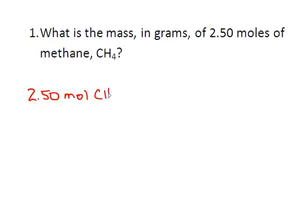 1.What is the mass, in grams, of 2.50 moles of
methane, CH₄?
2.50 mol